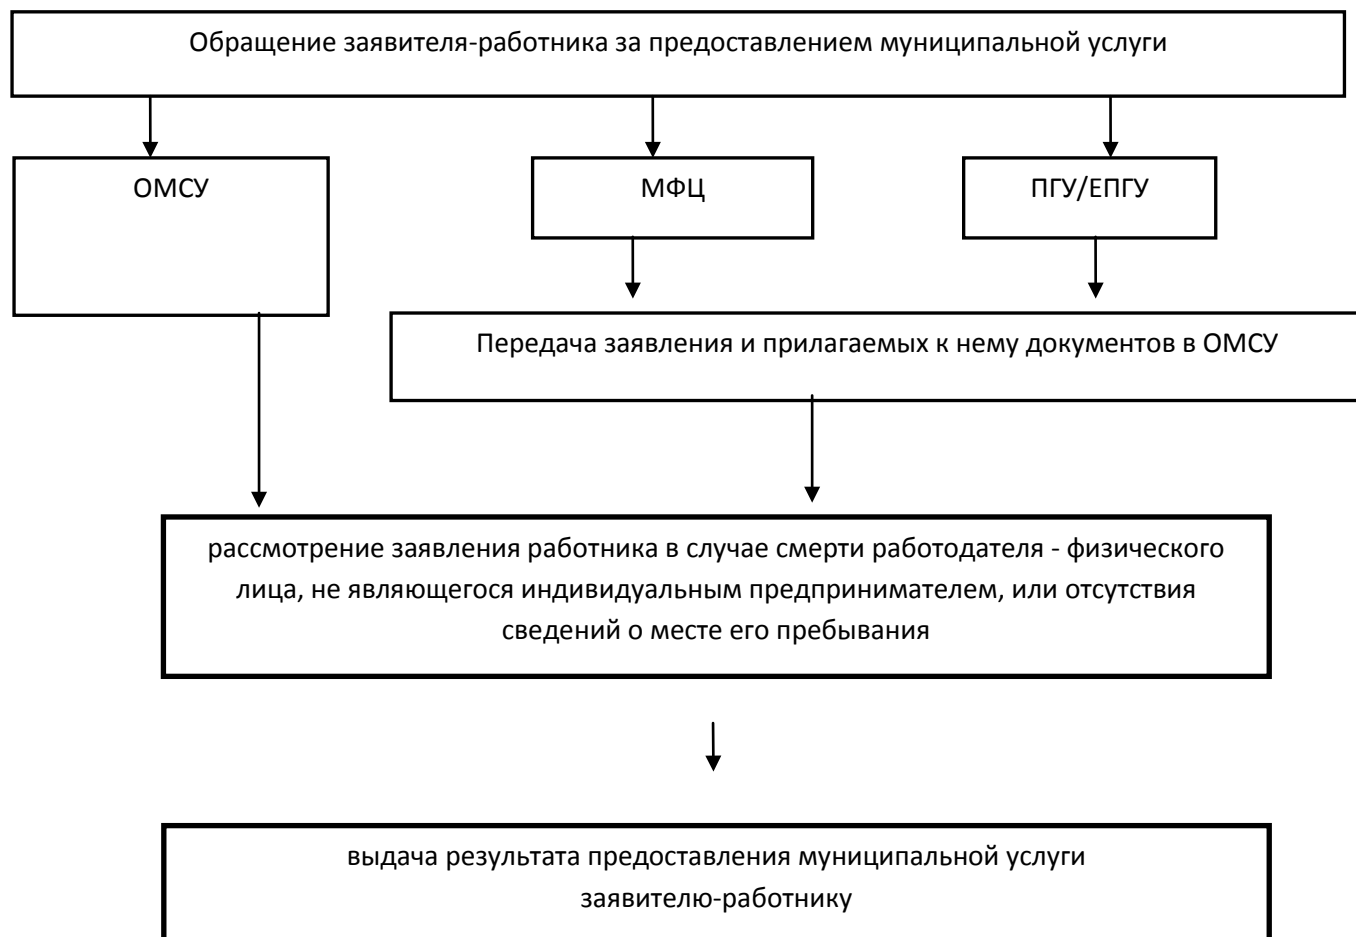 Обращение заявителя-работника за предоставлением муниципальной услуги
ОМСУ
МФЦ
ПГУ/ЕПГУ
Передача заявления и прилагаемых к нему документов в ОМСУ
рассмотрение заявления работника в случае смерти работодателя - физического
лица, не являющегося индивидуальным предпринимателем, или отсутствия
сведений о месте его пребывания
выдача результата предоставления муниципальной услуги
заявителю-работнику